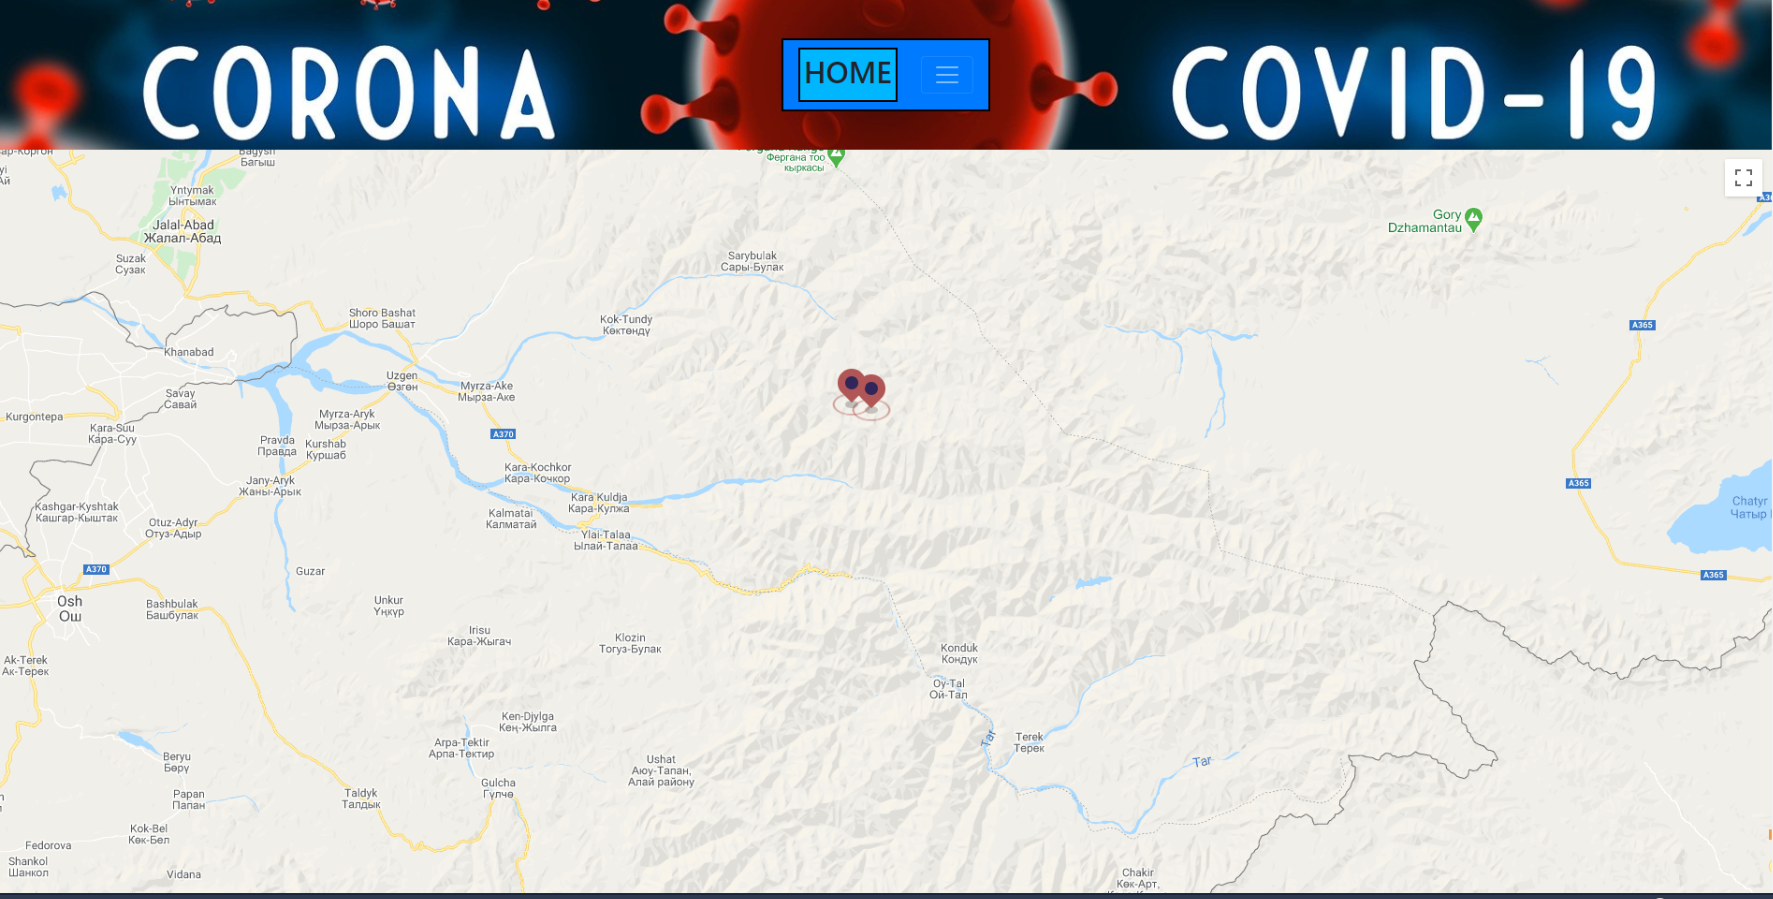 CORONA
HOME
COVID-19
Bagysh
Багыш
Фергана тоо
кыркасы
Yntymak
Ынтымак
Jalal-Abad
Жалал-Абад
Gory
Dzhamantau
Suzak
Сузак
Sarybulak
Сары-Булак
Shoro Bashat
Шоро Башат
Kok-Tundy
Көктөндү
A365
Khanabad
Uzgen
Өзгөн
Myrza-Ake
Мырза-Аке
Savay
Савай
Kurgontepa
Myrza-Aryk
Мырза-Арык
Kara-Suu
Кара-Суу
A370
Pravda
Правда
Kurshab
Куршаб
Kara-Kochkor
Кара-Кочкор
Jany-Aryk
Жаны-Арык
A365
Kara Kuldja
Кара-Кулжа
Chatyr
Чатыр
Kashgar-Kyshtak
Кашгар-Кыштак
Kalmatai
Калматай
Otuz-Adyr
Отуз-Адыр
Ylai-Talaa
Ылай-Талаа
A370
Guzar
A365
Osh
Ош
Bashbulak
Башбулак
Unkur
Үңкүр
Irisu
Кара-Жыгач
Klozin
Тогуз-Булак
Konduk
Кондук
Ak-Terek
Ак-Терек
Oy-Tal
Ой-Тал
Ken-Djylga
Кең-Жылга
Arpa-Tektir
Арпа-Тектир
Tar
Terek
Терек
Beryu
Бөрү
Ushat
Аюу-Тапан,
Алай району
Tar
Gulcha
Гүлчө
Papan
Папан
Taldyk
Талдык
Kok-Bel
Көк-Бел
Fedorova
Shankol
Шанкол
Vidana
Chakir
Көк-Арт,